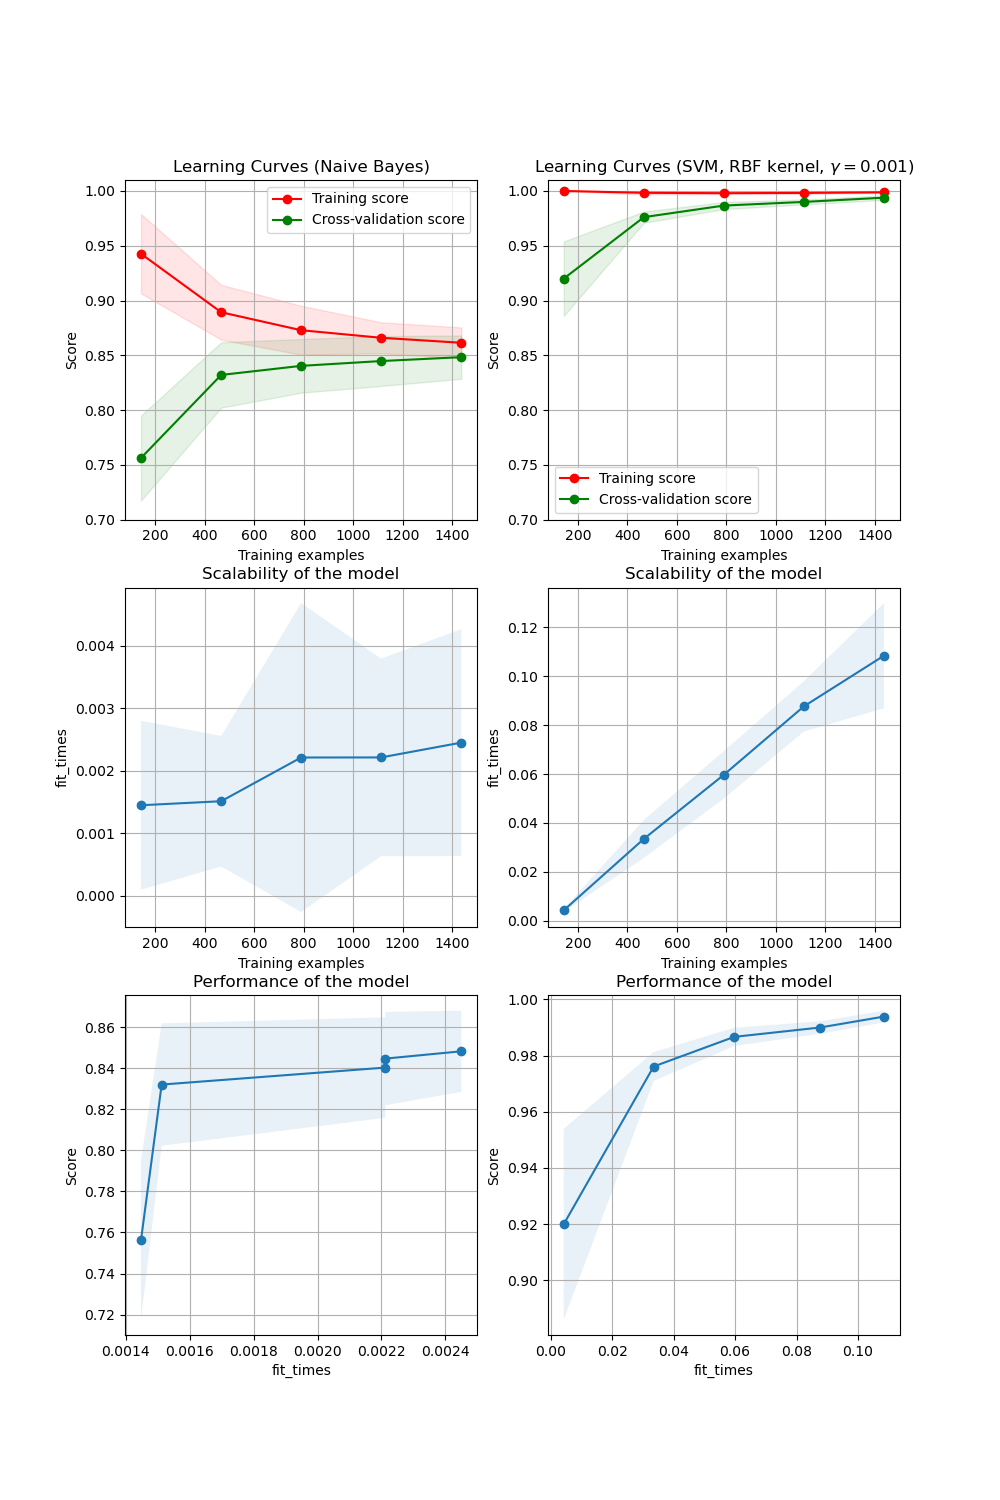 Learning Curves (Naive Bayes)
1.00
0.95
0.90
0.85
0.80
0.75
0.70
Score
Training score
Cross-validation score
200 400 600 800 1000 1200 1400
Training examples
Learning Curves (SVM, RBF kernel, γ = 0.001)
1.00
0.95
0.90
0.85
0.80
0.75
0.70
Score
Training score
Cross-validation score
200 400 600 800 1000 1200 1400
Training examples
Scalability of the model
0.004
0.003
0.002
0.001
0.000
fit_times
200 400 600 800 1000 1200 1400
Training examples
Scalability of the model
0.12
0.10
0.08
0.06
0.04
0.02
0.00
fit_times
200 400 600 800 1000 1200 1400
Training examples
Performance of the model
0.86
0.84
0.82
0.80
0.78
0.76
0.74
0.72
Score
0.0014 0.0016 0.0018 0.0020 0.0022 0.0024
fit_times
Performance of the model
1.00
0.98
0.96
0.94
0.92
0.90
Score
0.00 0.02 0.04 0.06 0.08 0.10
fit_times